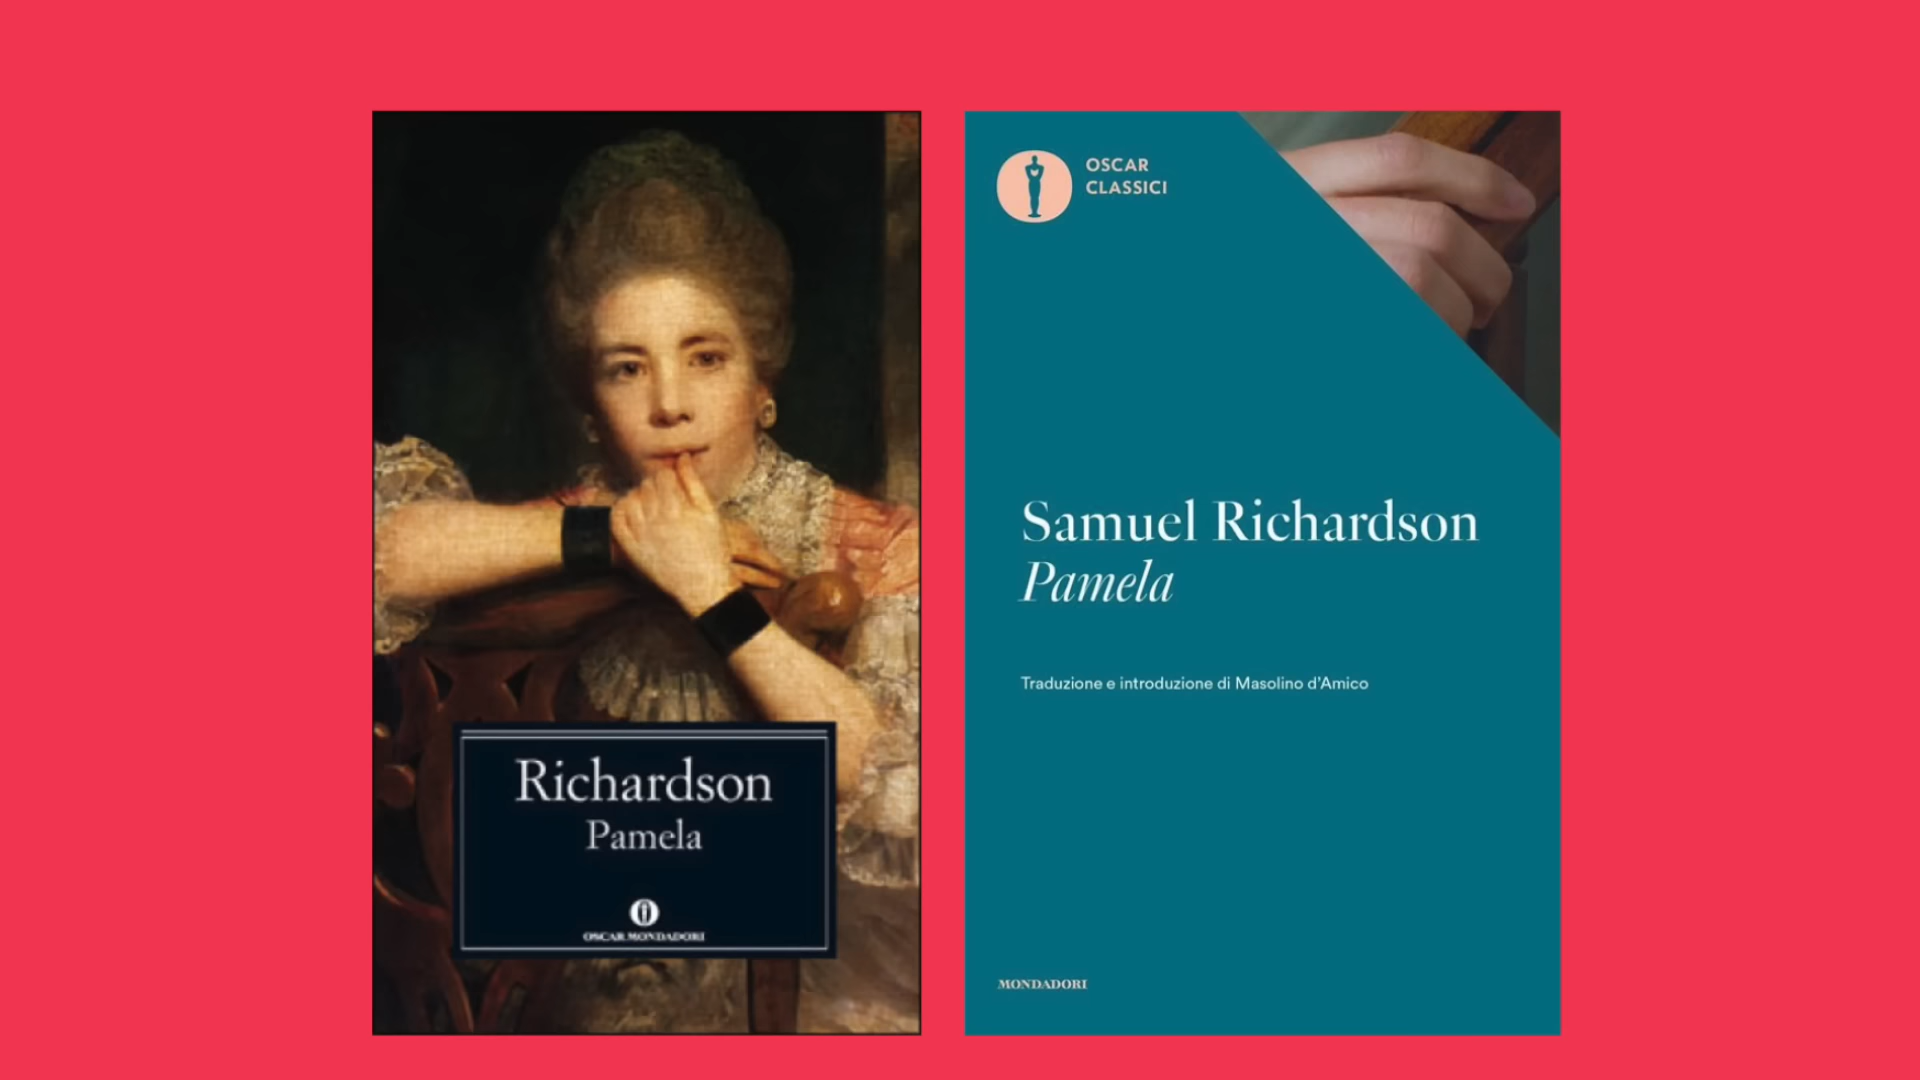 Richardson
Pamela
OSCAR MONDADORI
OSCAR
CLASSICI
Samuel Richardson
Pamela
Traduzione e introduzione di Masolino d'Amico
MONDADORI